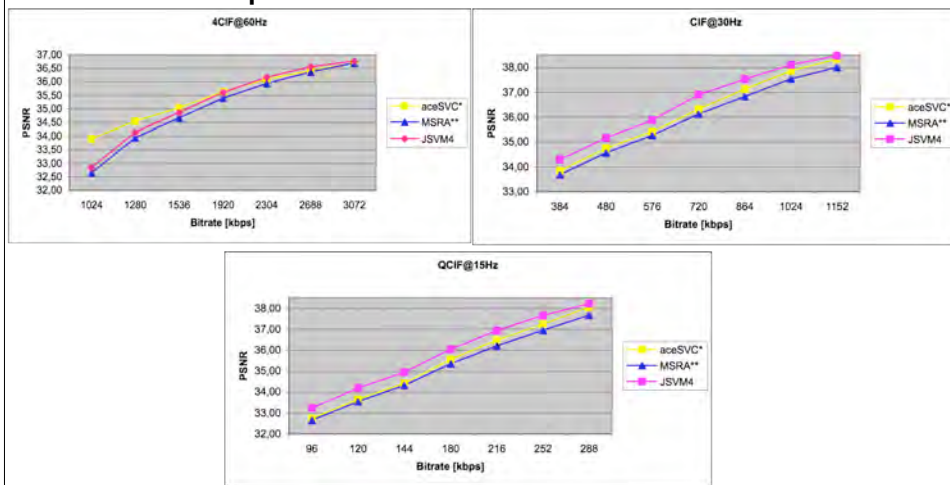 4CIF@60Hz
PSNR
37,00
36,50
36,00
35,50
35,00
34,50
34,00
33,50
33,00
32,50
32,00
1024 1280 1536 1920 2304 2688 3072
Bitrate [kbps]
aceSVC*
MSRA**
JSVM4
CIF@30Hz
PSNR
38,00
37,00
36,00
35,00
34,00
33,00
384 480 576 720 864 1024 1152
Bitrate [kbps]
aceSVC*
MSRA**
JSVM4
QCIF@15Hz
PSNR
38,00
37,00
36,00
35,00
34,00
33,00
32,00
96 120 144 180 216 252 288
Bitrate [kbps]
aceSVC*
MSRA**
JSVM4